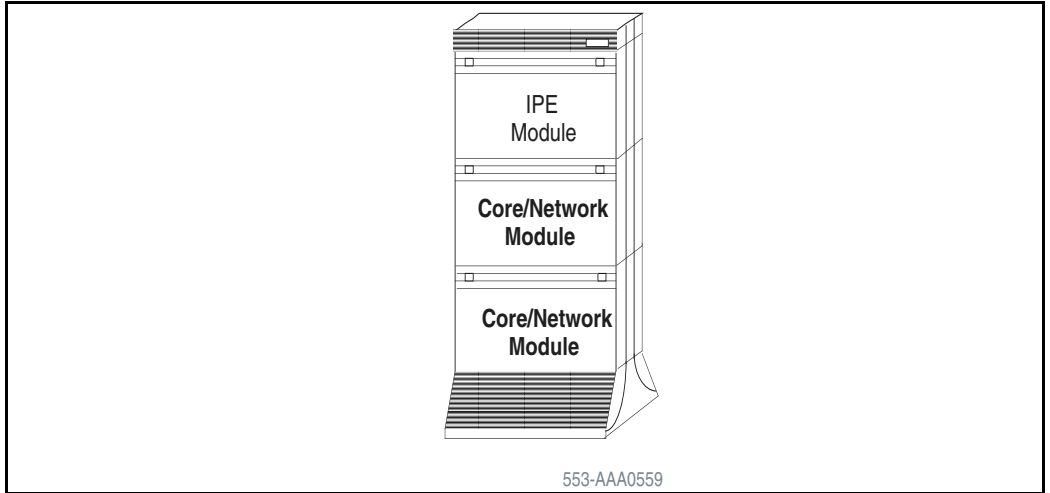 IPE
Module
Core/Network
Module
Core/Network
Module
553-AAA0559